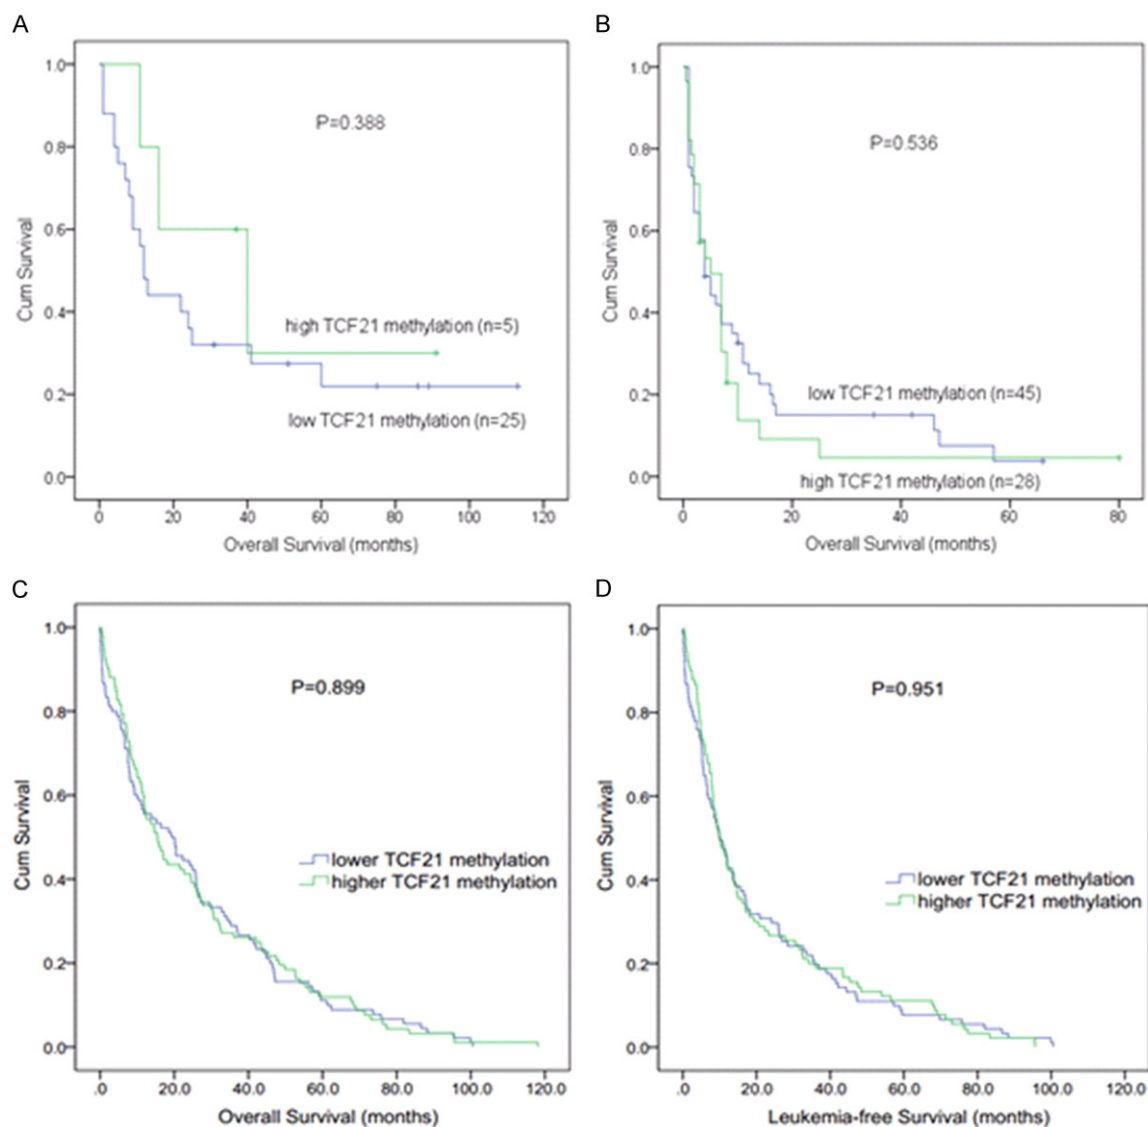 A
Cum Survival
1.0
0.8
0.6
0.4
0.2
0.0
P=0.388
high TCF21 methylation (n=5)
low TCF21 methylation (n=25)
0 20 40 60 80 100 120
Overall Survival (months)
B
Cum Survival
1.0
0.8
0.6
0.4
0.2
0.0
P=0.536
low TCF21 methylation (n=45)
high TCF21 methylation (n=28)
0 20 40 60 80
Overall Survival (months)
C
Cum Survival
1.0
0.8
0.6
0.4
0.2
0.0
P=0.899
lower TCF21 methylation
higher TCF21 methylation
.0 20.0 40.0 60.0 80.0 100.0 120.0
Overall Survival (months)
D
Cum Survival
1.0
0.8
0.6
0.4
0.2
0.0
P=0.951
lower TCF21 methylation
higher TCF21 methylation
.0 20.0 40.0 60.0 80.0 100.0 120.0
Leukemia-free Survival (months)